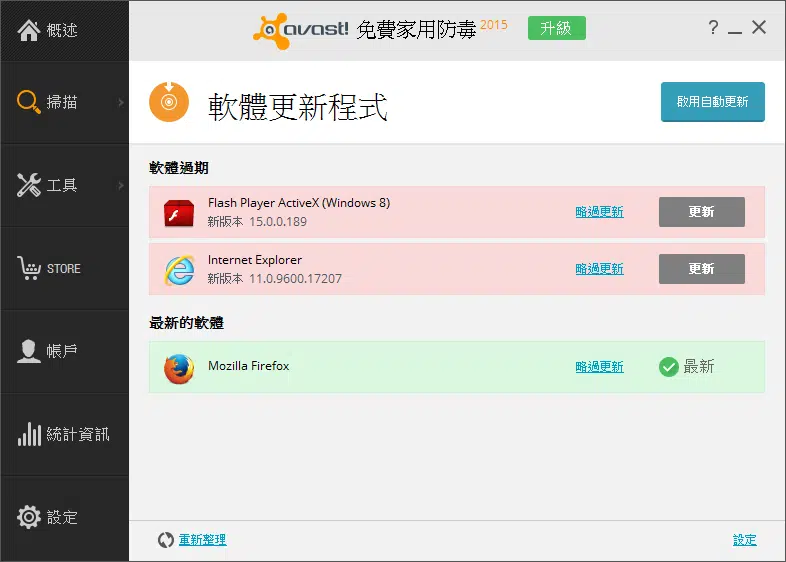 概述
掃描
工具
STORE
帳戶
統計資訊
設定
avast! 免費家用防毒 2015 升級
?
軟體更新程式
啟用自動更新
軟體過期
Flash Player ActiveX (Windows 8)
新版本 15.0.0.189
略過更新
更新
Internet Explorer
新版本 11.0.9600.17207
略過更新
更新
最新的軟體
Mozilla Firefox
略過更新
最新
重新整理
設定